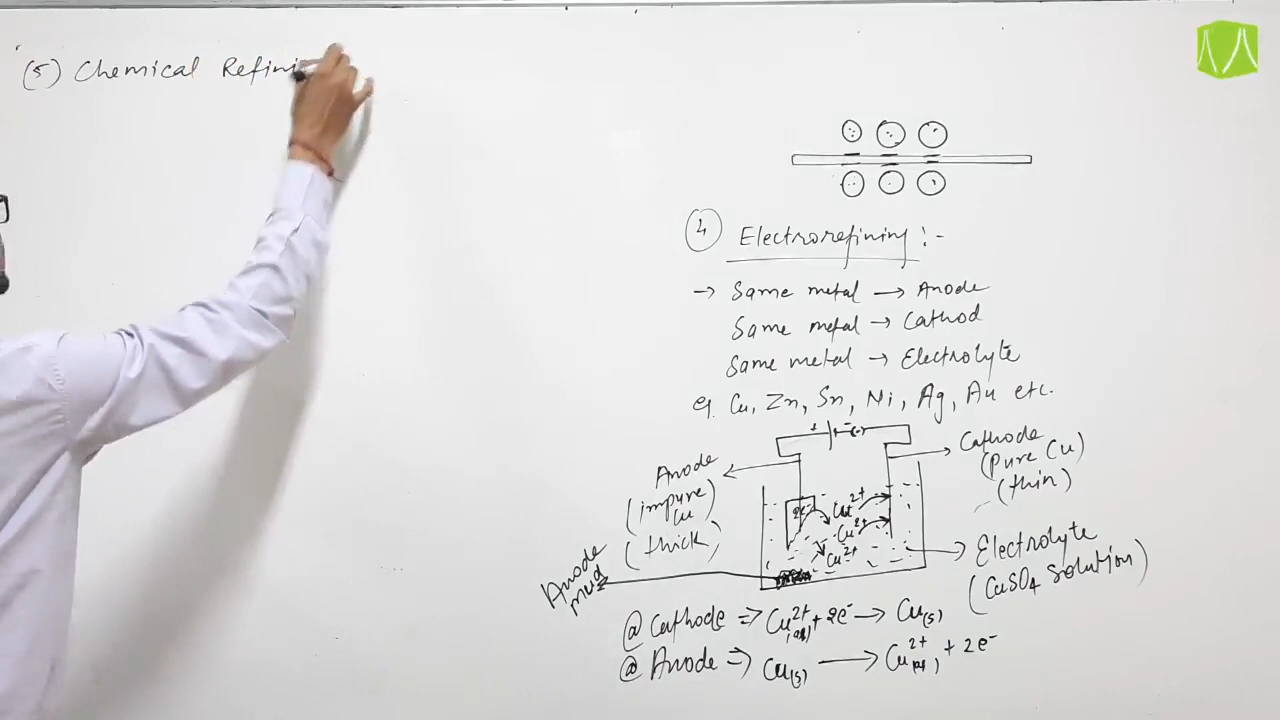 (5) Chemical Refini
4 Electrorefining :-
→ Same metal → Anode
Same metal → Cathod
Same metal → Electrolyte
eg. Cu, Zn, Sn, Ni, Ag, Au etc.
+ - (-)
Cathode
(Pure Cu)
(thin)
Anode
(impure
Cu)
(thick)
2e-
Cu2+
Cu2+
Cu2+
Anode
mud
Electrolyte
(CuSO4 solution)
@ Cathode ⇒ Cu2+(aq) + 2e- → Cu(s)
@ Anode ⇒ Cu(s) → Cu2+(aq) + 2e-